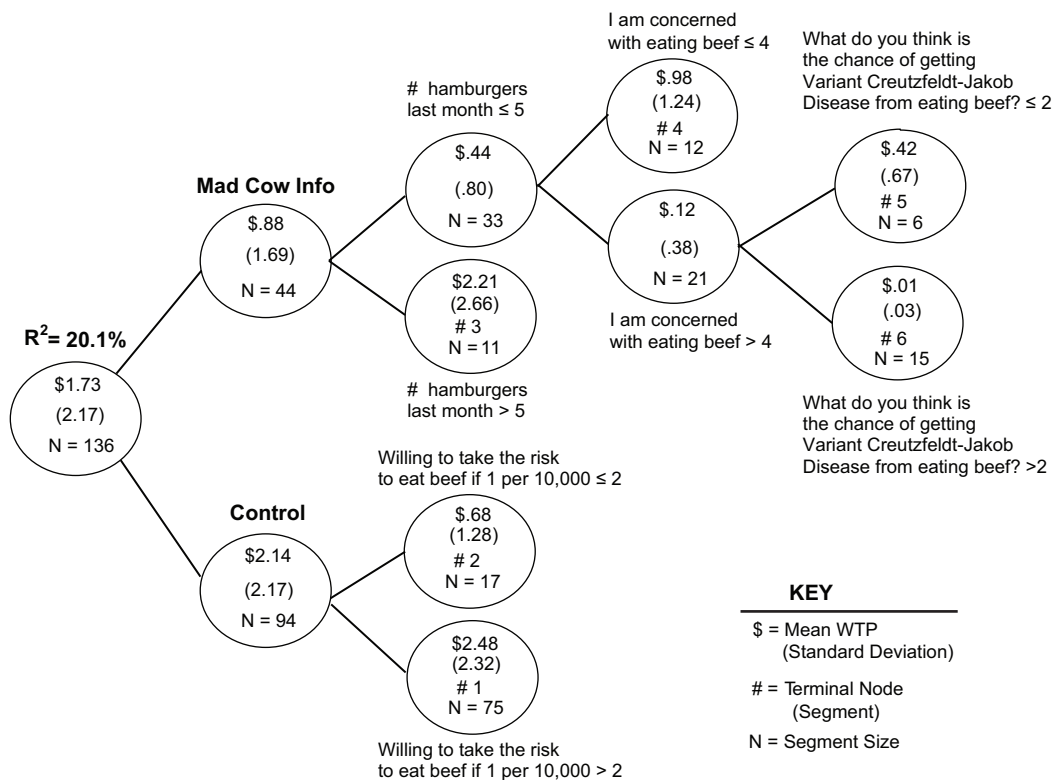 I am concerned
with eating beef ≤ 4
$.98
(1.24)
# 4
N = 12
What do you think is
the chance of getting
Variant Creutzfeldt-Jakob
Disease from eating beef? ≤ 2
# hamburgers
last month ≤ 5
$.44
(.80)
N = 33
$.42
(.67)
# 5
N = 6
Mad Cow Info
$.88
(1.69)
N = 44
$.12
(.38)
N = 21
I am concerned
with eating beef > 4
$2.21
(2.66)
# 3
N = 11
# hamburgers
last month > 5
$.01
(.03)
# 6
N = 15
What do you think is
the chance of getting
Variant Creutzfeldt-Jakob
Disease from eating beef? >2
R²= 20.1%
$1.73
(2.17)
N = 136
Willing to take the risk
to eat beef if 1 per 10,000 ≤ 2
Control
$2.14
(2.17)
N = 94
$.68
(1.28)
# 2
N = 17
$2.48
(2.32)
# 1
N = 75
Willing to take the risk
to eat beef if 1 per 10,000 > 2
KEY
$ = Mean WTP
(Standard Deviation)
# = Terminal Node
(Segment)
N = Segment Size